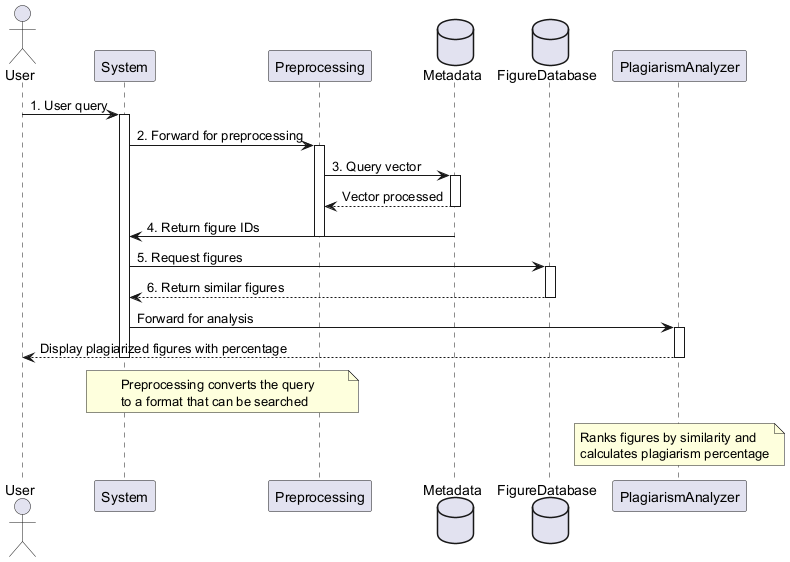 User
System
Preprocessing
Metadata
FigureDatabase
PlagiarismAnalyzer
1. User query
2. Forward for preprocessing
3. Query vector
Vector processed
4. Return figure IDs
5. Request figures
6. Return similar figures
Forward for analysis
Display plagiarized figures with percentage
Preprocessing converts the query
to a format that can be searched
Ranks figures by similarity and
calculates plagiarism percentage
User
System
Preprocessing
Metadata
FigureDatabase
PlagiarismAnalyzer